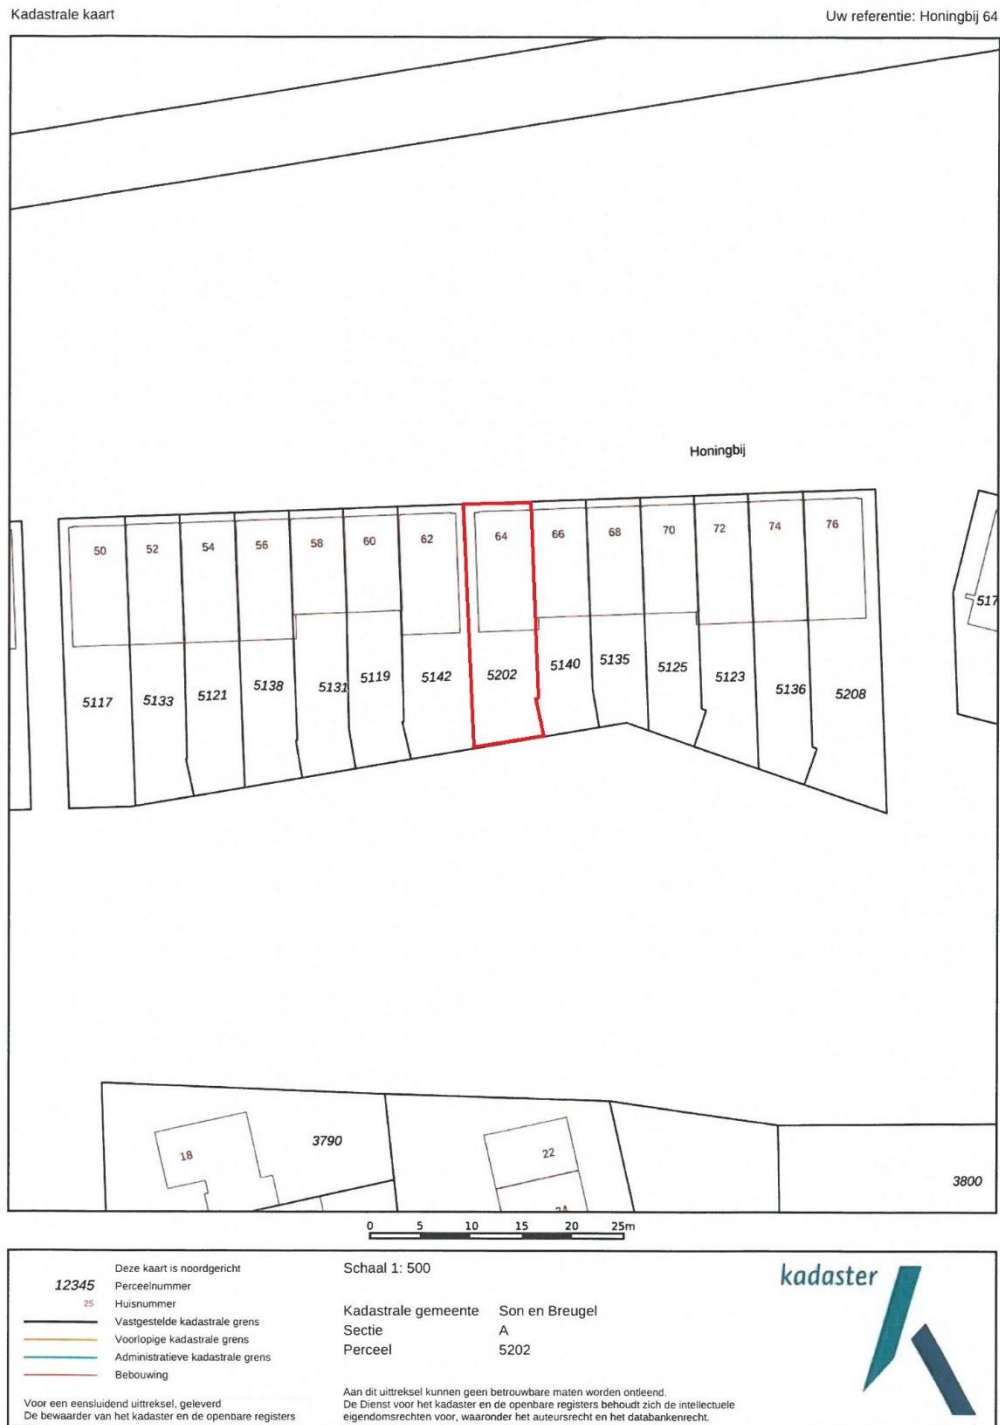 Kadastrale kaart
Uw referentie: Honingbij 64
Honingbij
50 52 54 56 58 60 62 64 66 68 70 72 74 76
517
5117 5133 5121 5138 5131 5119 5142 5202 5140 5135 5125 5123 5136 5208
18
3790
22
3800
0 5 10 15 20 25m
Deze kaart is noordgericht
12345 Perceelnummer
25 Huisnummer
Vastgestelde kadastrale grens
Voorlopige kadastrale grens
Administratieve kadastrale grens
Bebouwing
Voor een eensluidend uittreksel, geleverd
De bewaarder van het kadaster en de openbare registers
Schaal 1: 500
Kadastrale gemeente Son en Breugel
Sectie A
Perceel 5202
Aan dit uittreksel kunnen geen betrouwbare maten worden ontleend.
De Dienst voor het kadaster en de openbare registers behoudt zich de intellectuele
eigendomsrechten voor, waaronder het auteursrecht en het databankenrecht.
kadaster